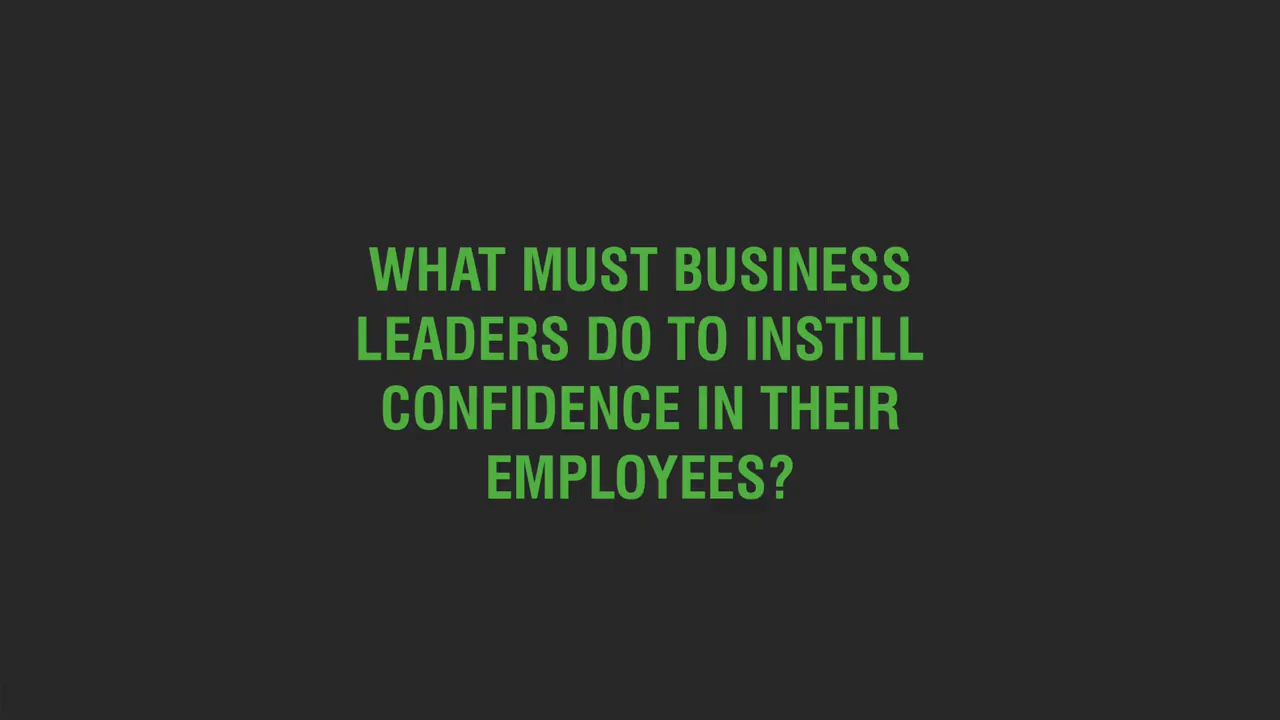 WHAT MUST BUSINESS
LEADERS DO TO INSTILL
CONFIDENCE IN THEIR
EMPLOYEES?